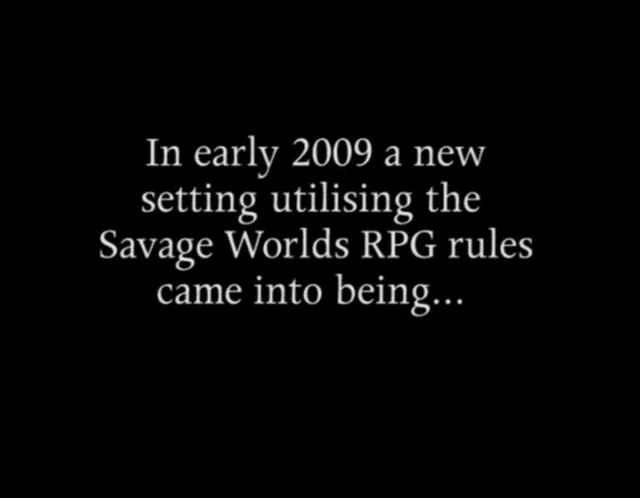 In early 2009 a new
setting utilising the
Savage Worlds RPG rules
came into being...